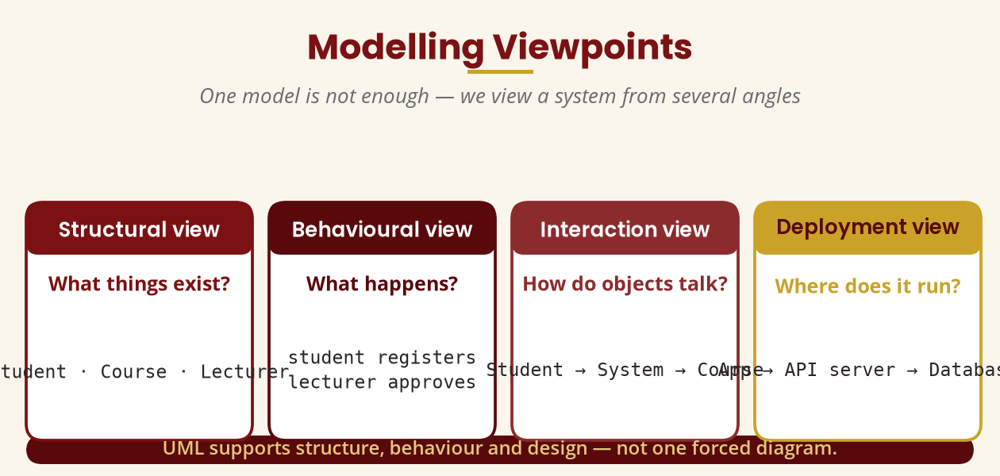 Modelling Viewpoints
One model is not enough — we view a system from several angles
Structural view
What things exist?
tudent · Course · Lecturer
Behavioural view
What happens?
student registers
lecturer approves
Interaction view
How do objects talk?
Student → System → Course
Deployment view
Where does it run?
App → API server → Databas
UML supports structure, behaviour and design — not one forced diagram.